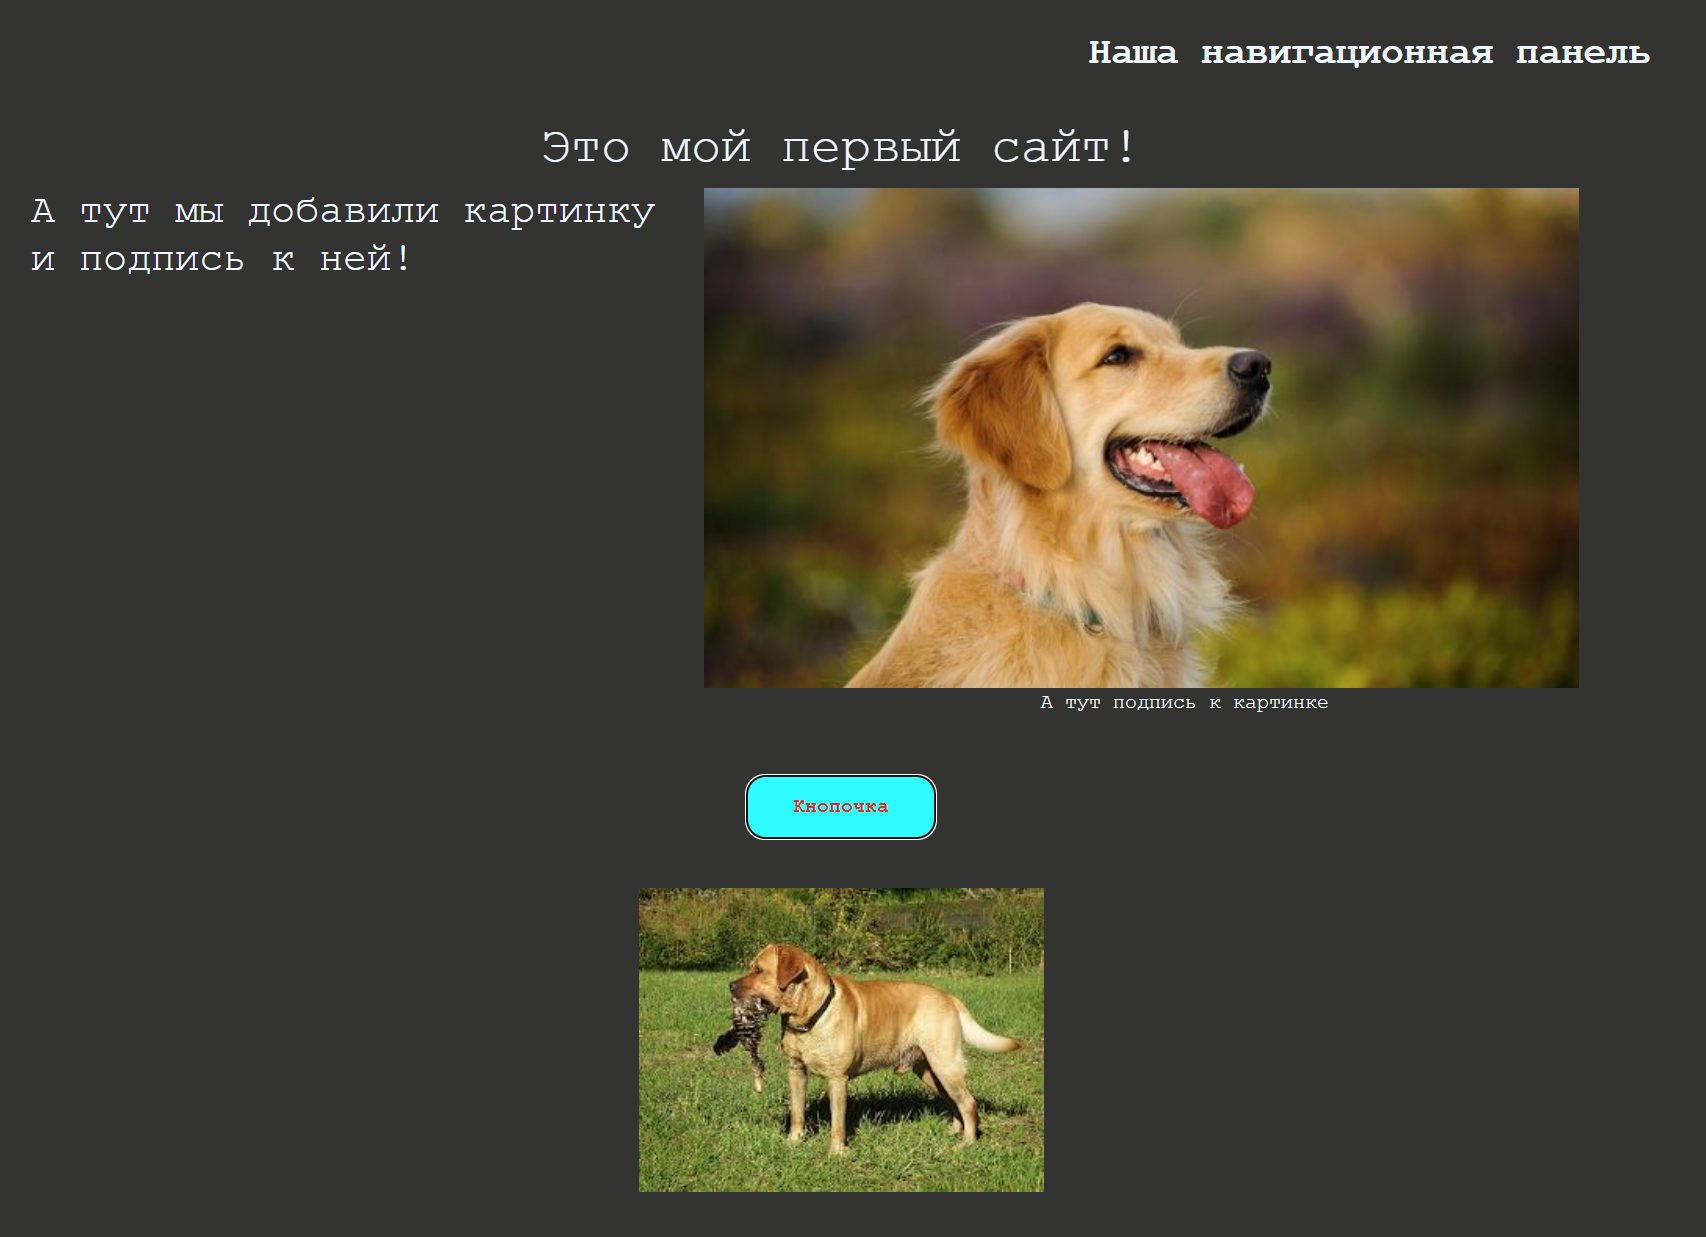 Наша навигационная панель
Это мой первый сайт!
А тут мы добавили картинку
и подпись к ней!
А тут подпись к картинке
Кнопочка